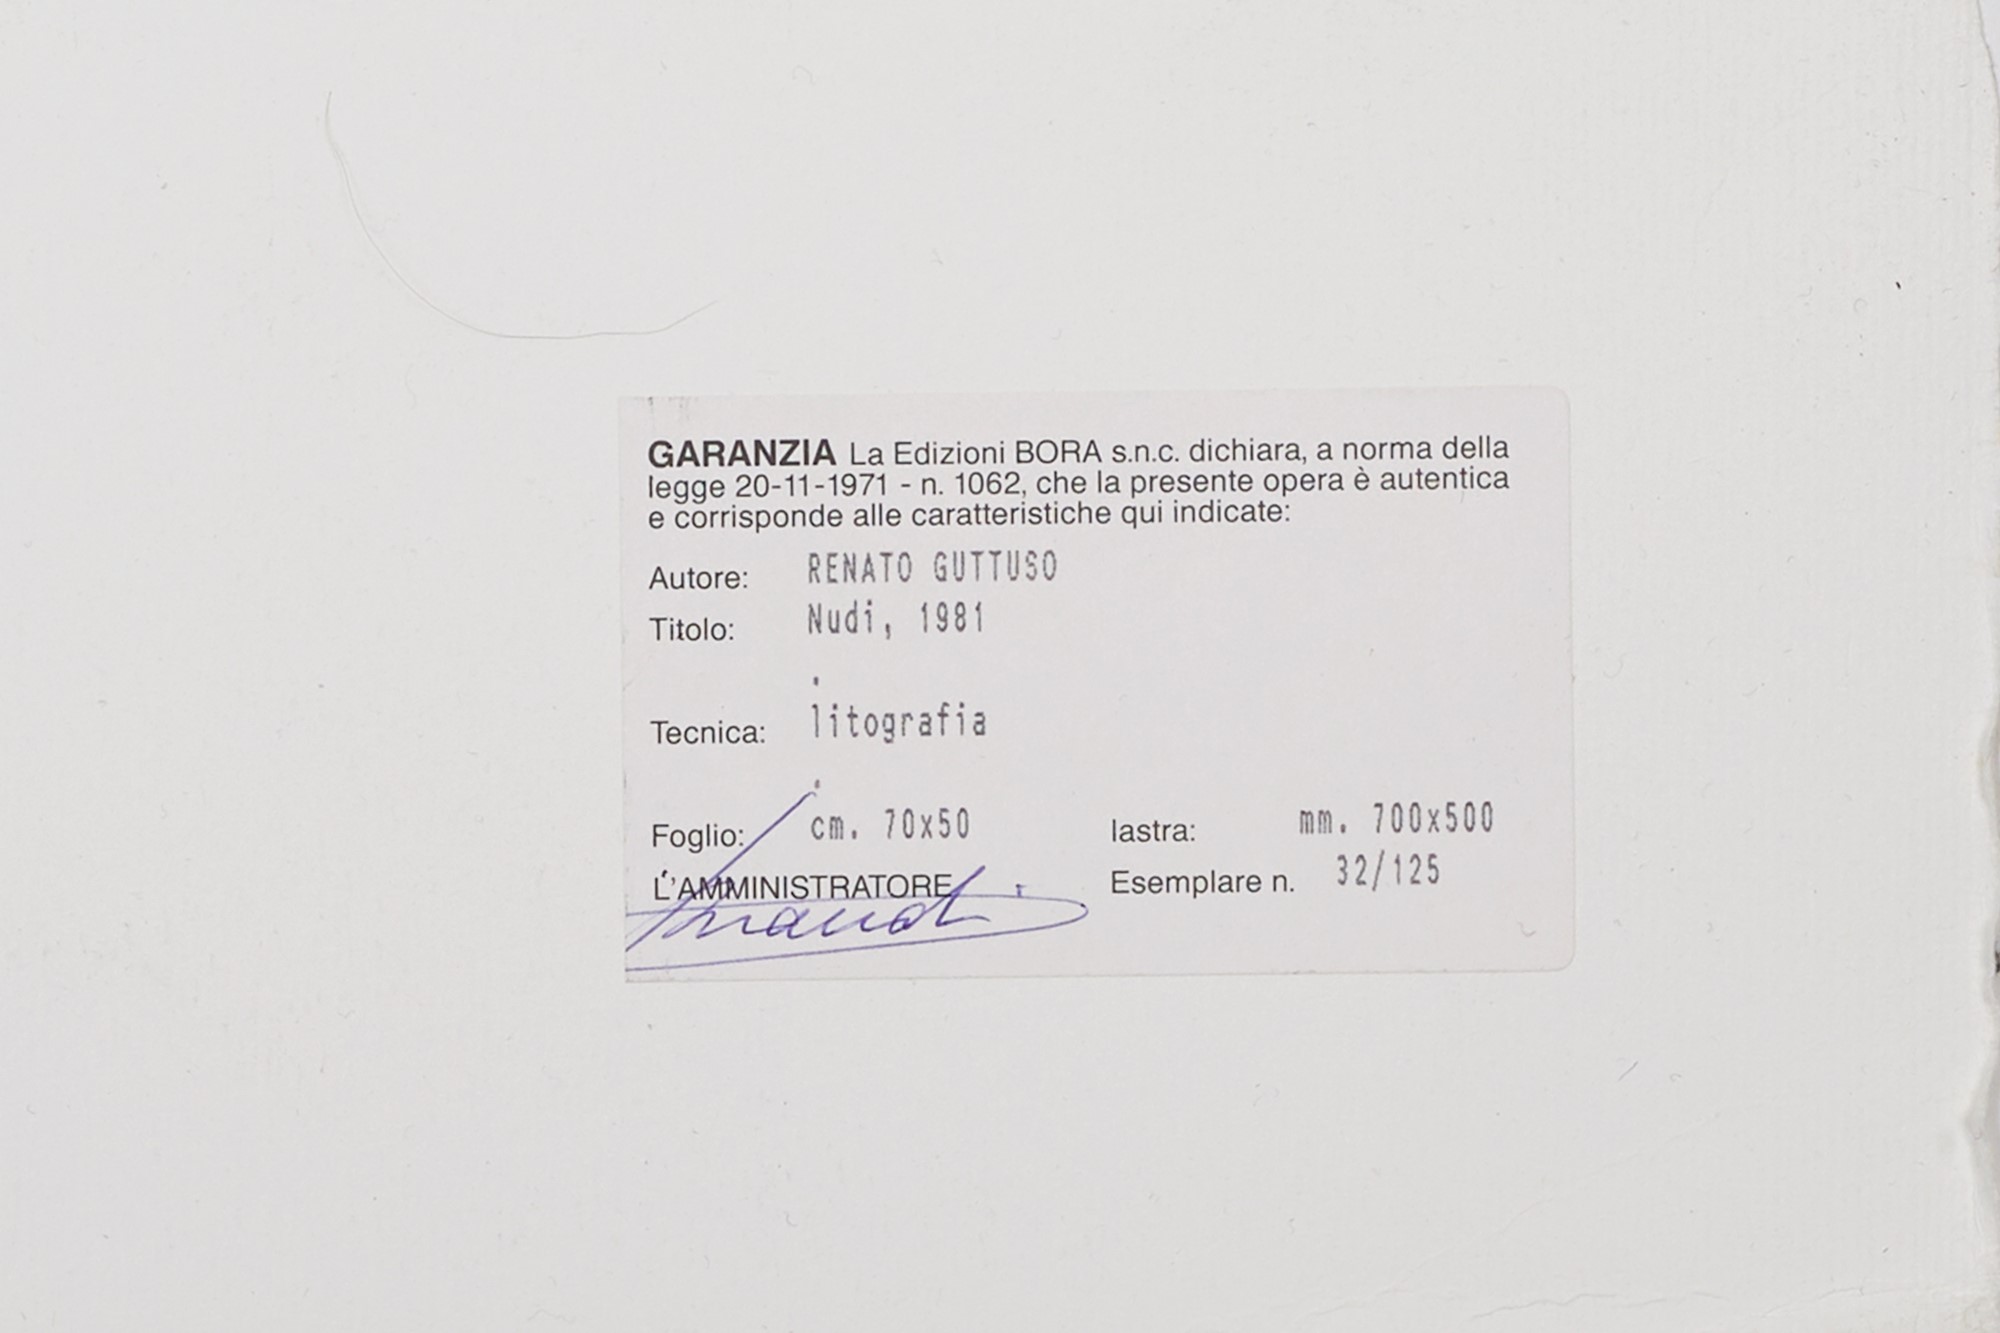 GARANZIA La Edizioni BORA s.n.c. dichiara, a norma della
legge 20-11-1971 - n. 1062, che la presente opera è autentica
e corrisponde alle caratteristiche qui indicate:
Autore: RENATO GUTTUSO
Titolo: Nudi, 1981
.
Tecnica: litografia
.
Foglio: cm. 70x50 lastra: mm. 700x500
L'AMMINISTRATORE Esemplare n. 32/125